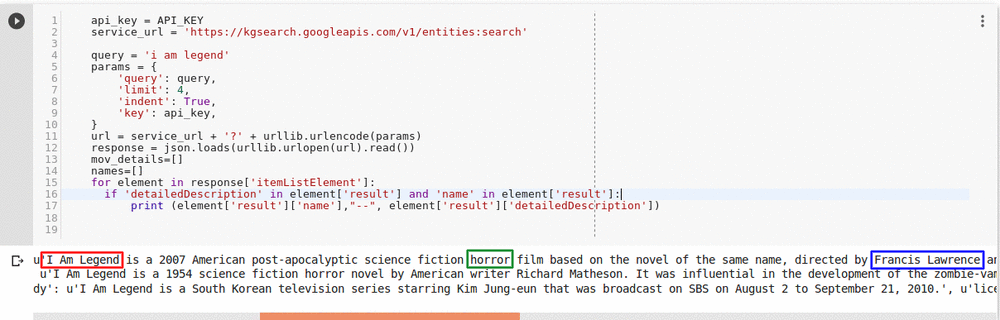 1 api_key = API_KEY
2 service_url = 'https://kgsearch.googleapis.com/v1/entities:search'
3
4 query = 'i am legend'
5 params = {
6 'query': query,
7 'limit': 4,
8 'indent': True,
9 'key': api_key,
10 }
11 url = service_url + '?' + urllib.urlencode(params)
12 response = json.loads(urllib.urlopen(url).read())
13 mov_details=[]
14 names=[]
15 for element in response['itemListElement']:
16 if 'detailedDescription' in element['result'] and 'name' in element['result']:
17 print (element['result']['name'],"--", element['result']['detailedDescription'])
18
19
u'I Am Legend is a 2007 American post-apocalyptic science fiction horror film based on the novel of the same name, directed by Francis Lawrence an
u'I Am Legend is a 1954 science fiction horror novel by American writer Richard Matheson. It was influential in the development of the zombie-vam
dy': u'I Am Legend is a South Korean television series starring Kim Jung-eun that was broadcast on SBS on August 2 to September 21, 2010.', u'lice